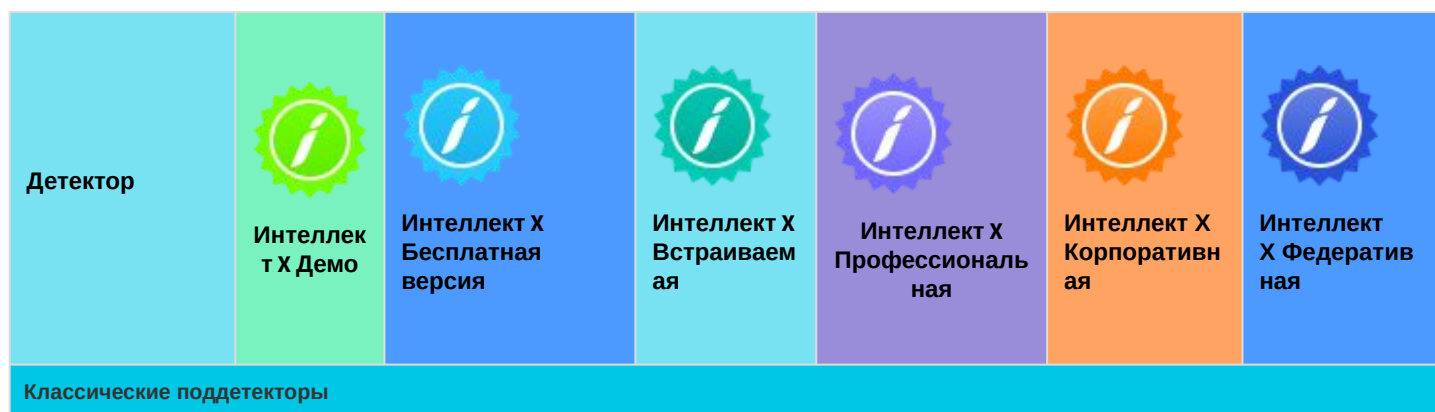 Детектор
Интеллек
т X Демо
Интеллект X
Бесплатная
версия
Интеллект X
Встраиваем
ая
Интеллект X
Профессиональ
ная
Интеллект X
Корпоративн
ая
Интеллект
X Федератив
ная
Классические поддетекторы